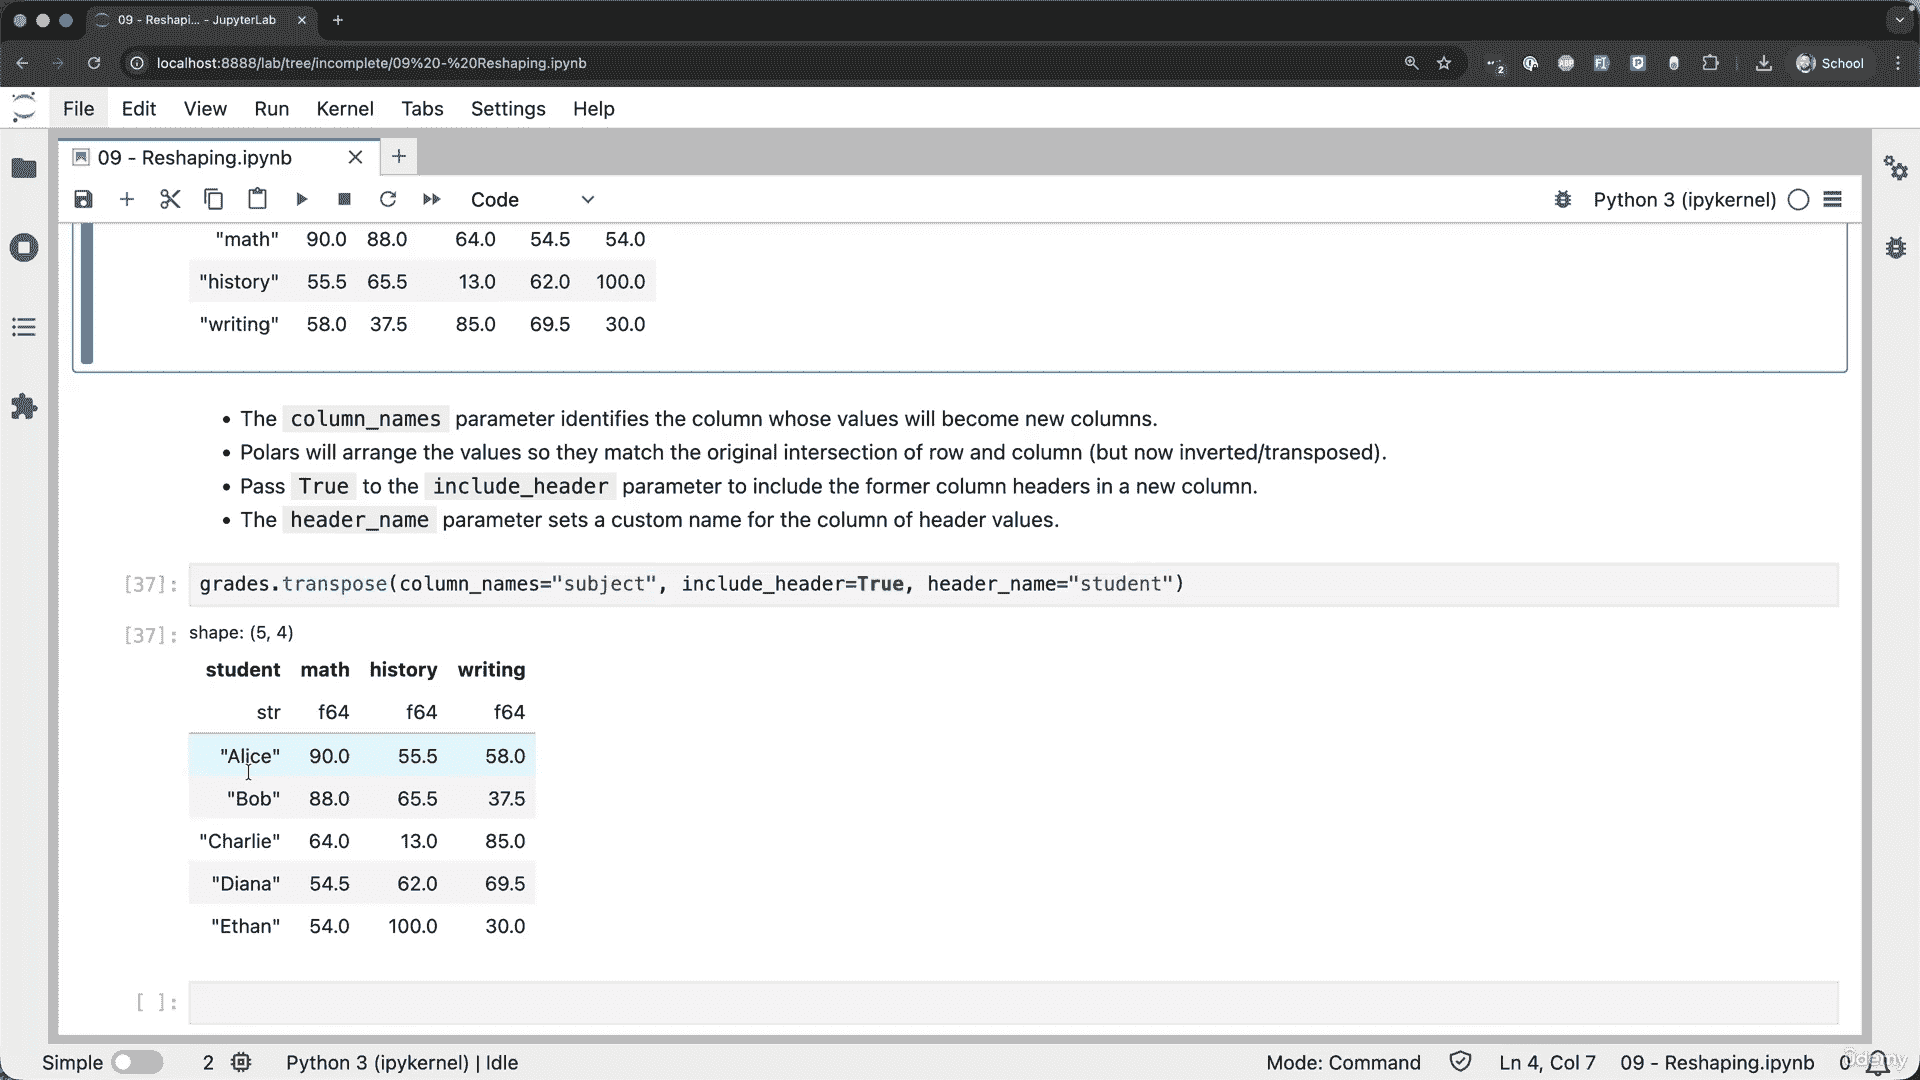 09 - Reshapi... - JupyterLab
localhost:8888/lab/tree/incomplete/09%20-%20Reshaping.ipynb
2
ABP
School
File Edit View Run Kernel Tabs Settings Help
09 - Reshaping.ipynb
Code
Python 3 (ipykernel)
"math" 90.0 88.0 64.0 54.5 54.0
"history" 55.5 65.5 13.0 62.0 100.0
"writing" 58.0 37.5 85.0 69.5 30.0
• The column_names parameter identifies the column whose values will become new columns.
• Polars will arrange the values so they match the original intersection of row and column (but now inverted/transposed).
• Pass True to the include_header parameter to include the former column headers in a new column.
• The header_name parameter sets a custom name for the column of header values.
[37]: grades.transpose(column_names="subject", include_header=True, header_name="student")
[37]: shape: (5, 4)
student math history writing
str f64 f64 f64
"Alice" 90.0 55.5 58.0
"Bob" 88.0 65.5 37.5
"Charlie" 64.0 13.0 85.0
"Diana" 54.5 62.0 69.5
"Ethan" 54.0 100.0 30.0
[ ]:
Simple 2 Python 3 (ipykernel) | Idle Mode: Command Ln 4, Col 7 09 - Reshaping.ipynb 0
udemy